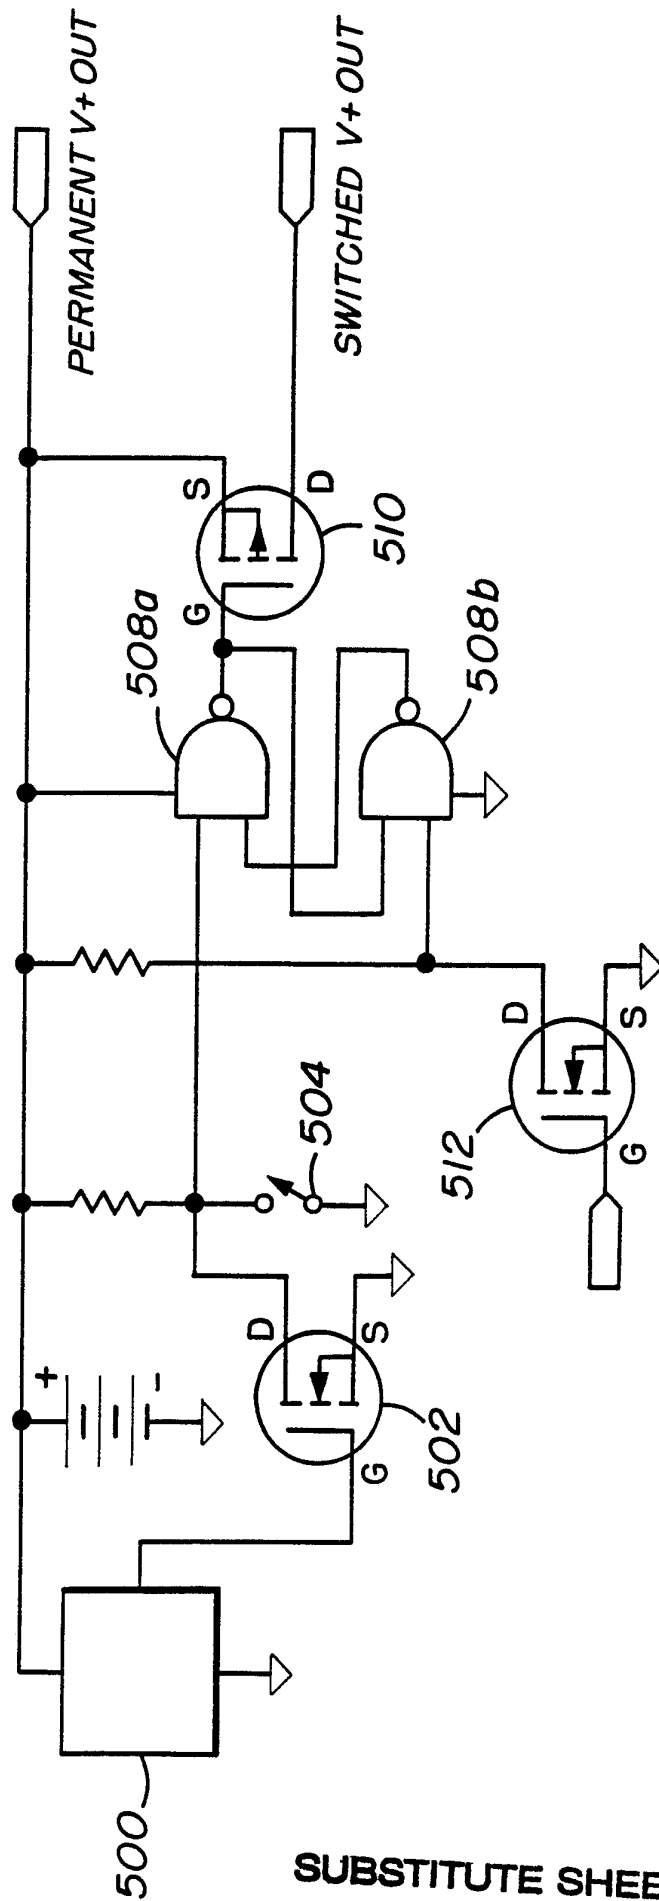 PERMANENT V+ OUT
SWITCHED V+ OUT
S
D
G
510
508a
508b
504
D
S
G
512
+
-
D
S
G
502
500
SUBSTITUTE SHEE